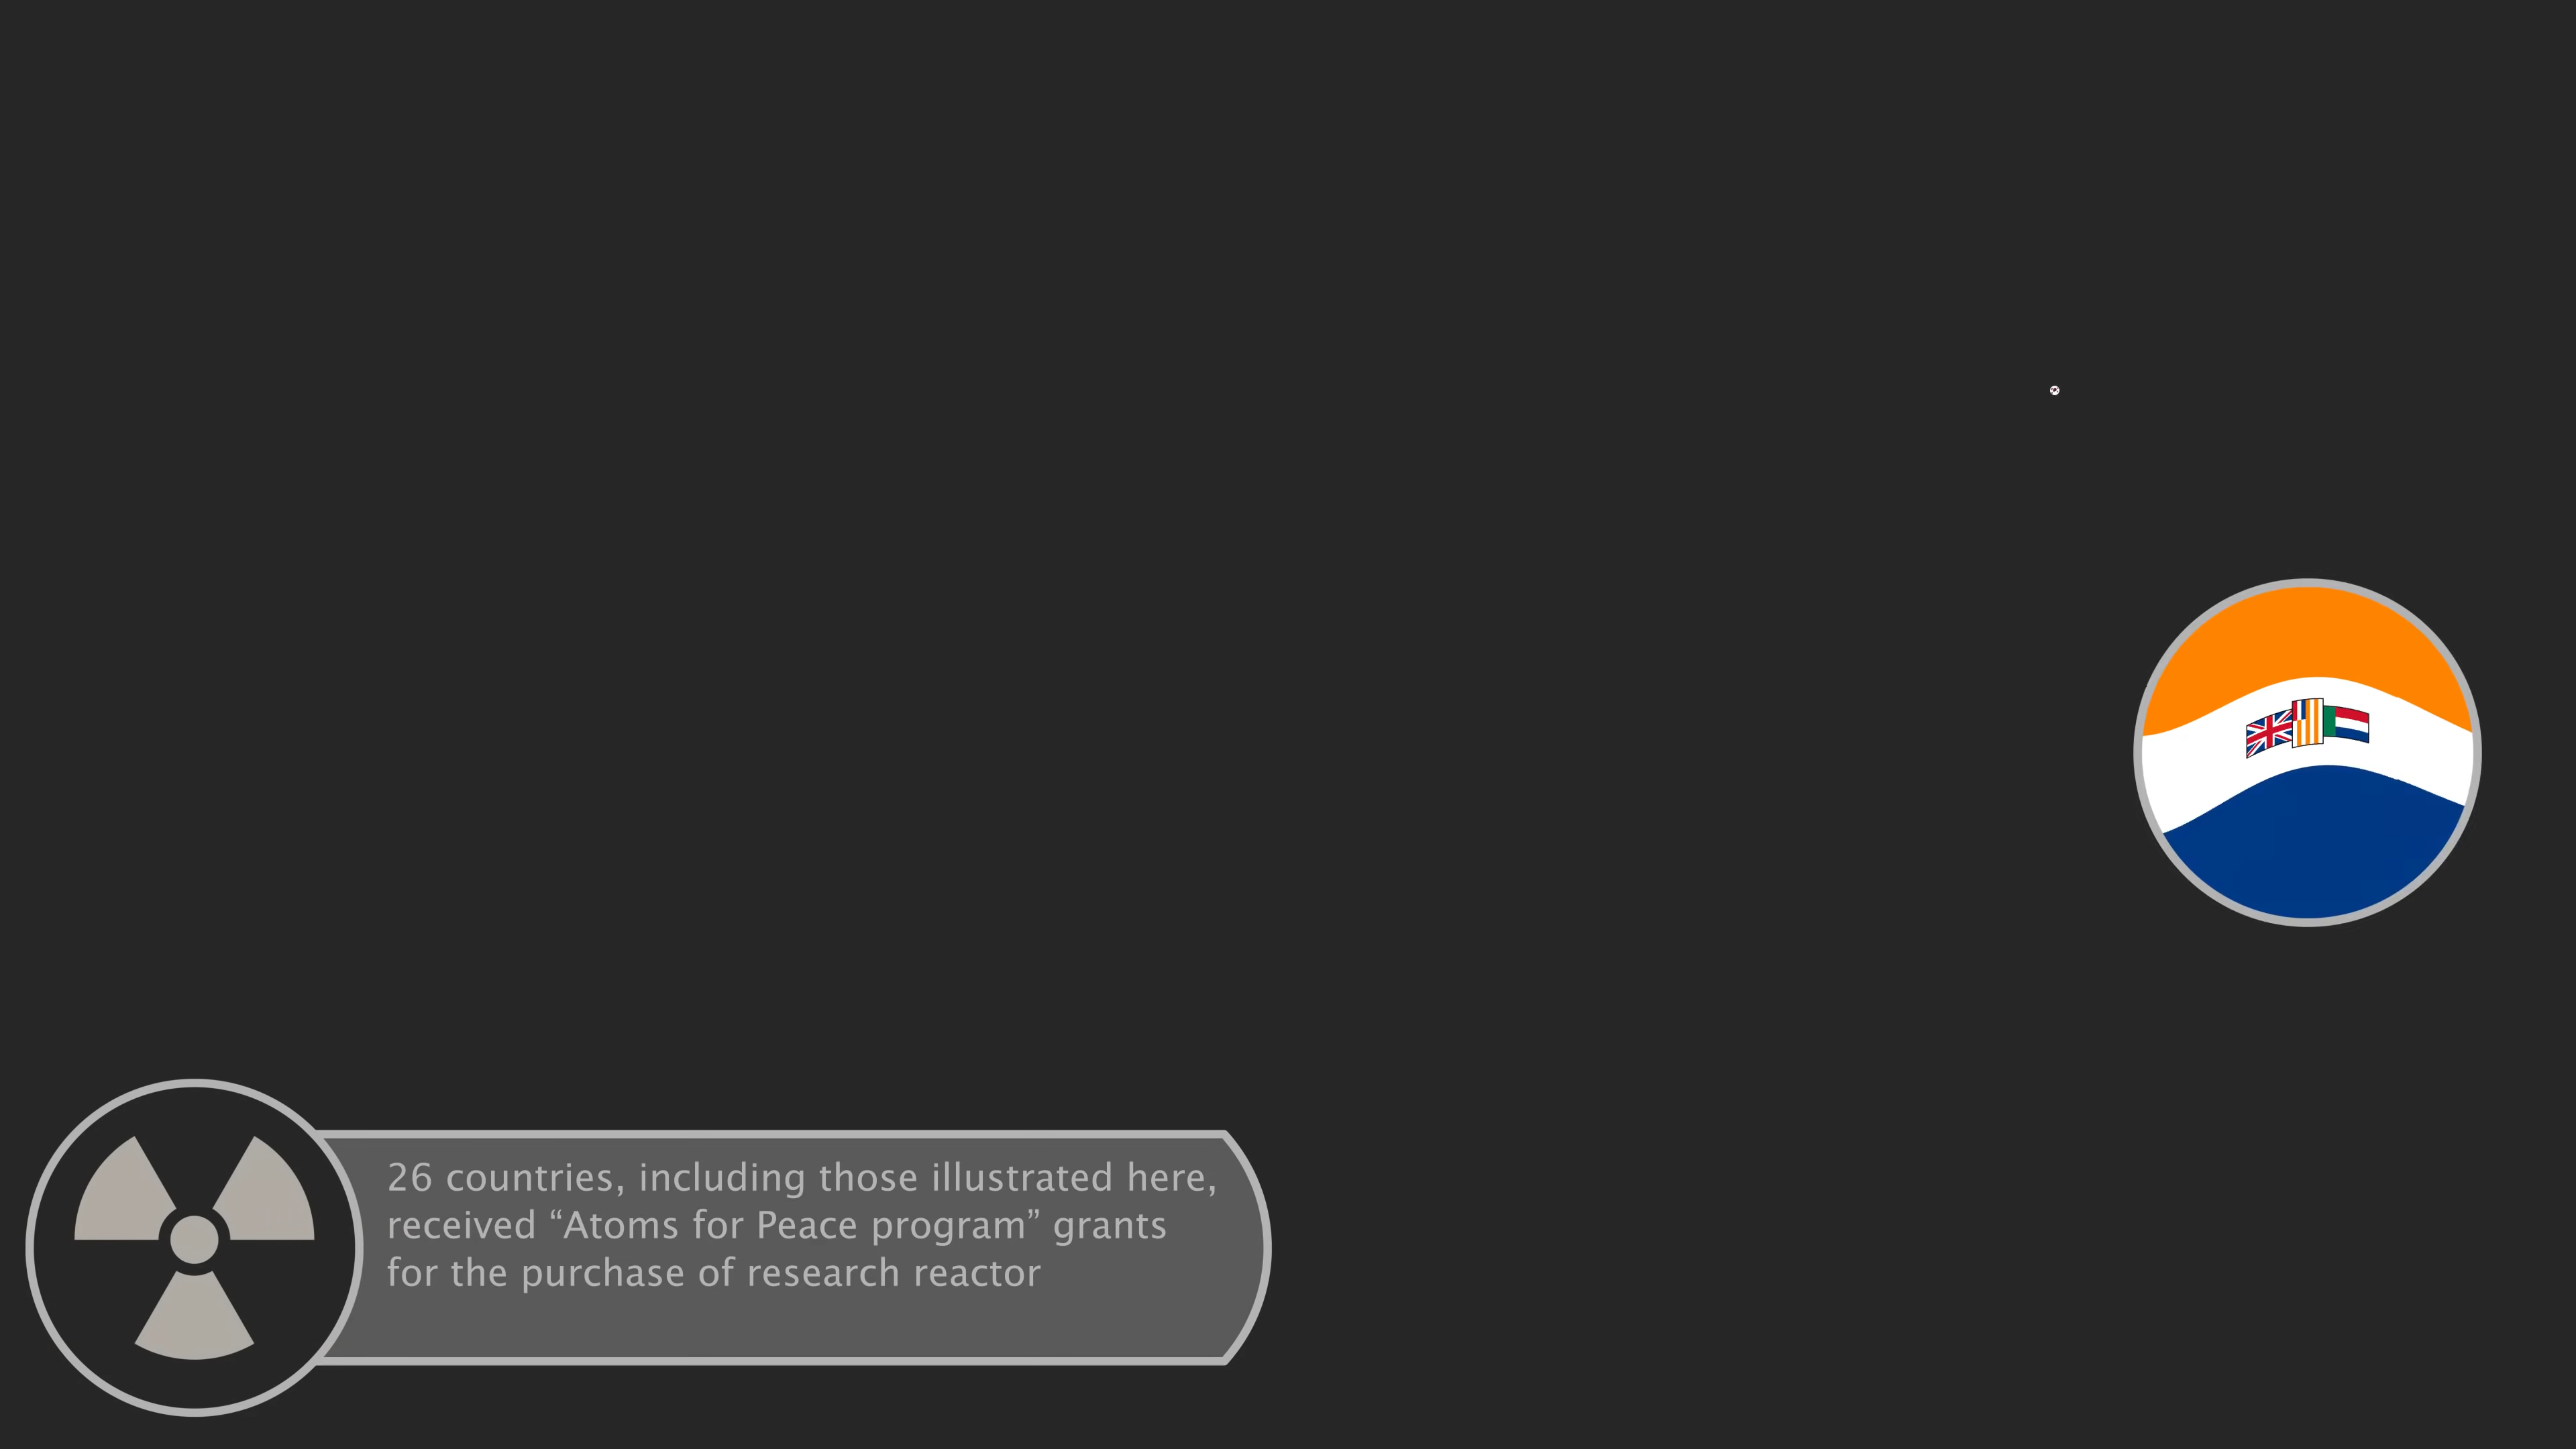 26 countries, including those illustrated here,
received “Atoms for Peace program” grants
for the purchase of research reactor